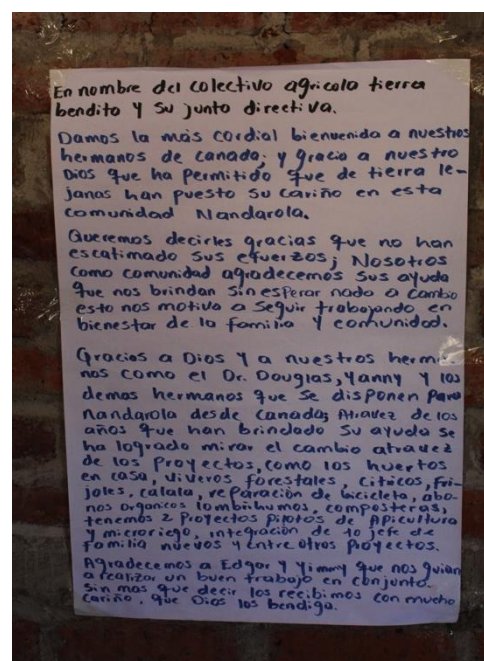 En nombre del colectivo agricola tierra
bendito y su junto directiva.
Damos la más cordial bienvenida a nuestros
hermanos de canada; y gracia a nuestro
Dios que ha permitido que de tierra le-
janas han puesto su cariño en esta
comunidad Nandarola.
Queremos decirles gracias que no han
escatimado sus efuerzos; Nosotros
como comunidad agradecemos sus ayuda
que nos brindan sin esperar nada a cambio
esto nos motiva a seguir trabajando en
bienestar de la familia y comunidad.
Gracias a Dios y a nuestros herma-
nos como el Dr. Douglas, Yanny y los
demas hermanos que se disponen para
nandarola desde canada; Atravez de los
años que han brindado su ayuda se
ha logrado mirar el cambio atravez
de los proyectos, como los huertos
en casa, viveros forestales, citricos, fri-
joles, calala, reparación de bicicleta, abo-
nos organicos lombihumos, composteras,
tenemos 2 proyectos pilotos de Apicultura
y microriego, integración de 10 jefe de
familia nuevos y entre otros proyectos.
Agradecemos a Edgar y Yimmy que nos guian
a realizar un buen trabajo en conjunto.
Sin mas que decir los recibimos con mucho
cariño, que Dios los bendiga.